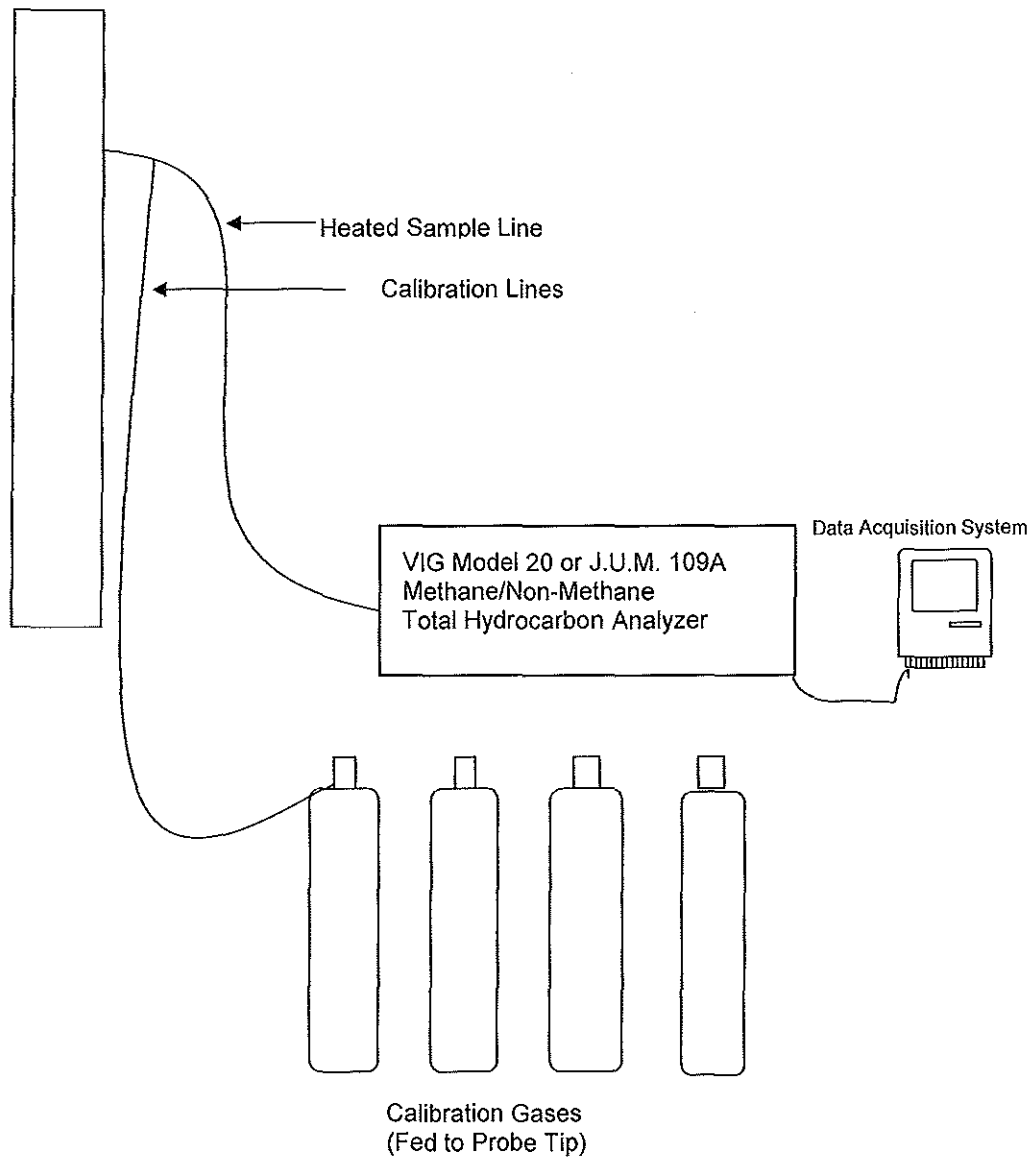 Heated Sample Line
Calibration Lines
Data Acquisition System
VIG Model 20 or J.U.M. 109A
Methane/Non-Methane
Total Hydrocarbon Analyzer
Calibration Gases
(Fed to Probe Tip)